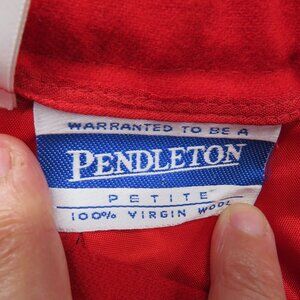 WARRANTED TO BE A
PENDLETON
PETITE
100% VIRGIN WOOL